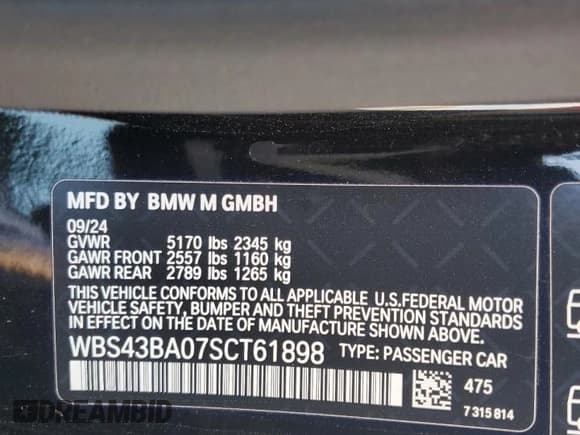 MFD BY BMW M GMBH
09/24
GVWR 5170 lbs 2345 kg
GAWR FRONT 2557 lbs 1160 kg
GAWR REAR 2789 lbs 1265 kg
THIS VEHICLE CONFORMS TO ALL APPLICABLE U.S.FEDERAL MOTOR
VEHICLE SAFETY, BUMPER AND THEFT PREVENTION STANDARDS
IN EFFECT ON THE DATE OF MANUFACTURE SHOWN ABOVE.
WBS43BA07SCT61898 TYPE: PASSENGER CAR
475
7 315 814
DREAMBID